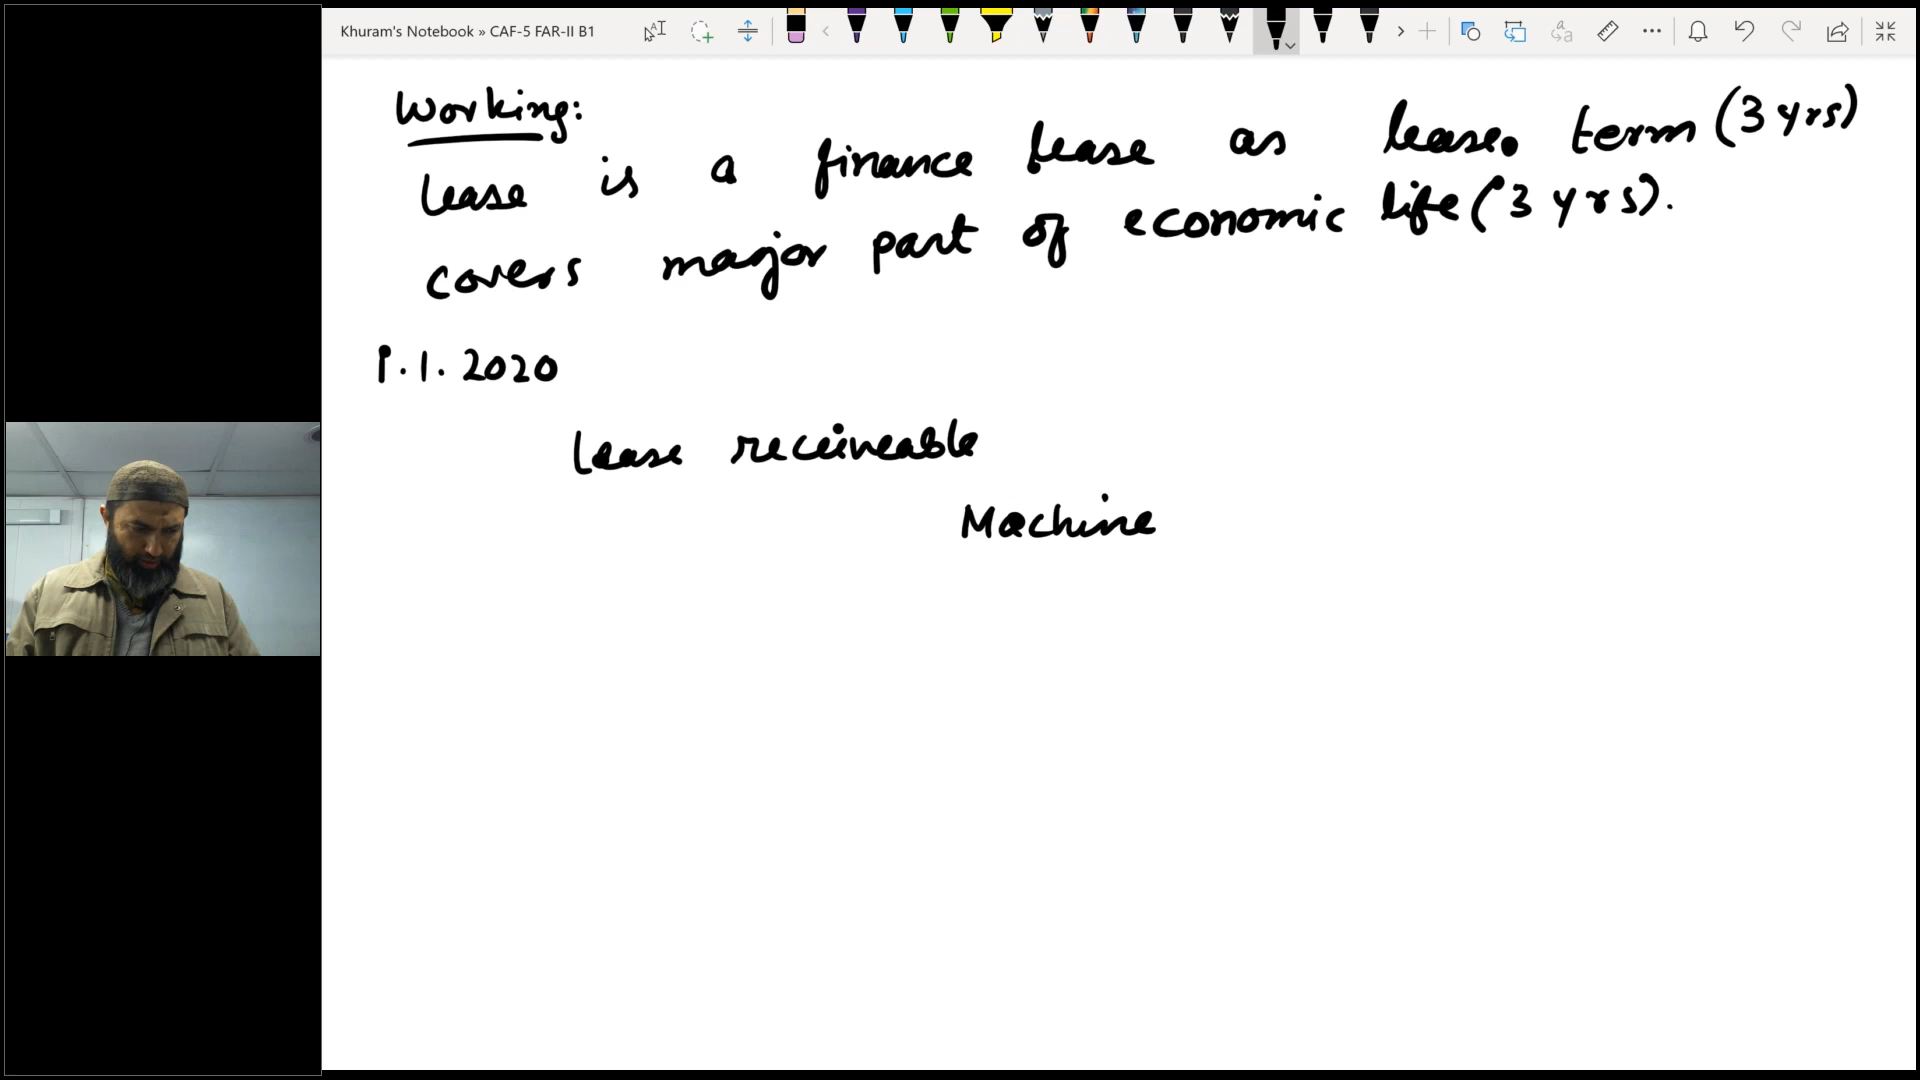 Khuram's Notebook » CAF-5 FAR-II B1
Working:
Lease is a finance lease as lease term (3 yrs)
covers major part of economic life (3 yrs).
1.1.2020
Lease receiveable
Machine